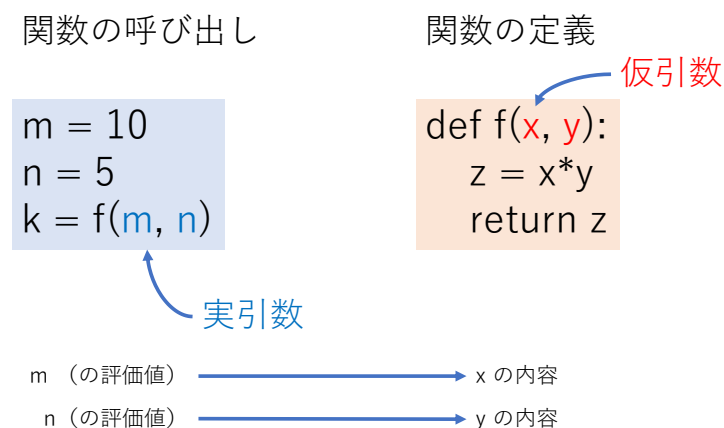 関数の呼び出し
関数の定義
仮引数
m = 10
n = 5
k = f(m, n)
def f(x, y):
z = x*y
return z
実引数
m （の評価値）
x の内容
n （の評価値）
y の内容